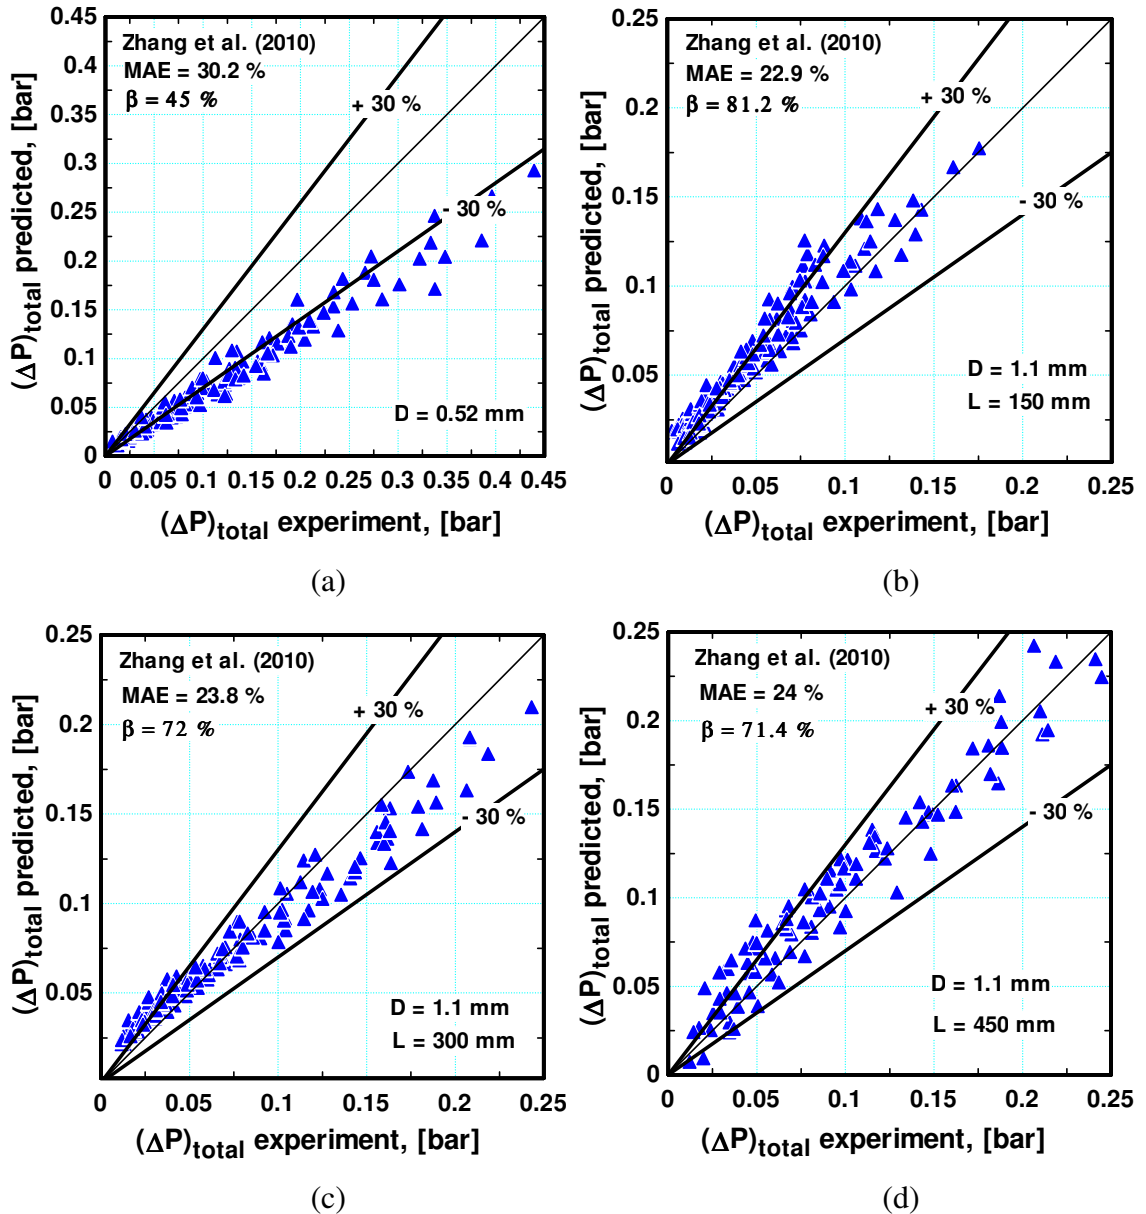 Zhang et al. (2010)
MAE = 30.2 %
β = 45 %
+ 30 %
- 30 %
D = 0.52 mm
0.45
0.4
0.35
0.3
0.25
0.2
0.15
0.1
0.05
0
0 0.05 0.1 0.15 0.2 0.25 0.3 0.35 0.45
(ΔP)total predicted, [bar]
(ΔP)total experiment, [bar]
(a)
Zhang et al. (2010)
MAE = 22.9 %
β = 81.2 %
+ 30 %
- 30 %
D = 1.1 mm
L = 150 mm
0.25
0.2
0.15
0.1
0.05
0
0 0.05 0.1 0.15 0.2 0.25
(ΔP)total predicted, [bar]
(ΔP)total experiment, [bar]
(b)
Zhang et al. (2010)
MAE = 23.8 %
β = 72 %
+ 30 %
- 30 %
D = 1.1 mm
L = 300 mm
0.25
0.2
0.15
0.1
0.05
0
0 0.05 0.1 0.15 0.2 0.25
(ΔP)total predicted, [bar]
(ΔP)total experiment, [bar]
(c)
Zhang et al. (2010)
MAE = 24 %
β = 71.4 %
+ 30 %
- 30 %
D = 1.1 mm
L = 450 mm
0.25
0.2
0.15
0.1
0.05
0
0 0.05 0.1 0.15 0.2 0.25
(ΔP)total predicted, [bar]
(ΔP)total experiment, [bar]
(d)